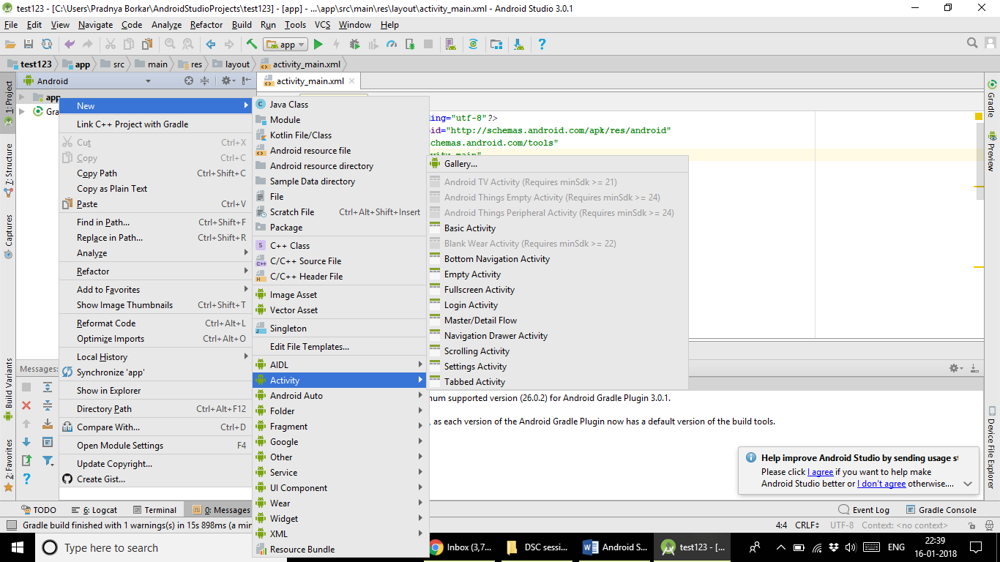 test123 - [C:\Users\Pradnya Borkar\AndroidStudioProjects\test123] - [app] - ...\app\src\main\res\layout\activity_main.xml - Android Studio 3.0.1
File Edit View Navigate Code Analyze Refactor Build Run Tools VCS Window Help
app
test123 app src main res layout activity_main.xml
Android
activity_main.xml
1: Project
7: Structure
Captures
Build Variants
2: Favorites
app
Gra
New
Link C++ Project with Gradle
Cut Ctrl+X
Copy Ctrl+C
Copy Path Ctrl+Shift+C
Copy as Plain Text
Paste Ctrl+V
Find in Path... Ctrl+Shift+F
Replace in Path... Ctrl+Shift+R
Analyze
Refactor
Add to Favorites
Show Image Thumbnails Ctrl+Shift+T
Reformat Code Ctrl+Alt+L
Optimize Imports Ctrl+Alt+O
Local History
Synchronize 'app'
Show in Explorer
Directory Path Ctrl+Alt+F12
Compare With... Ctrl+D
Open Module Settings F4
Update Copyright...
Create Gist...
Java Class
Module
Kotlin File/Class
Android resource file
Android resource directory
Sample Data directory
File
Scratch File Ctrl+Alt+Shift+Insert
Package
C++ Class
C/C++ Source File
C/C++ Header File
Image Asset
Vector Asset
Singleton
Edit File Templates...
AIDL
Activity
Android Auto
Folder
Fragment
Google
Other
Service
UI Component
Wear
Widget
XML
Resource Bundle
ding="utf-8"?>
oid="http://schemas.android.com/apk/res/android"
schemas.android.com/tools"
Gallery...
Android TV Activity (Requires minSdk >= 21)
Android Things Empty Activity (Requires minSdk >= 24)
Android Things Peripheral Activity (Requires minSdk >= 24)
Basic Activity
Blank Wear Activity (Requires minSdk >= 22)
Bottom Navigation Activity
Empty Activity
Fullscreen Activity
Login Activity
Master/Detail Flow
Navigation Drawer Activity
Scrolling Activity
Settings Activity
Tabbed Activity
Gradle
Preview
Device File Explorer
Messages:
num supported version (26.0.2) for Android Gradle Plugin 3.0.1.
, as each version of the Android Gradle Plugin now has a default version of the build tools.
Help improve Android Studio by sending usage st
Please click I agree if you want to help make
Android Studio better or I don't agree otherwise....
TODO 6: Logcat Terminal 0: Messages Event Log Gradle Console
Gradle build finished with 1 warnings(s) in 15s 898ms (a min 4:4 CRLF UTF-8 Context: <no context>
Type here to search Inbox (3,7... DSC sessi... Android S... test123 - [... ENG 22:39
16-01-2018